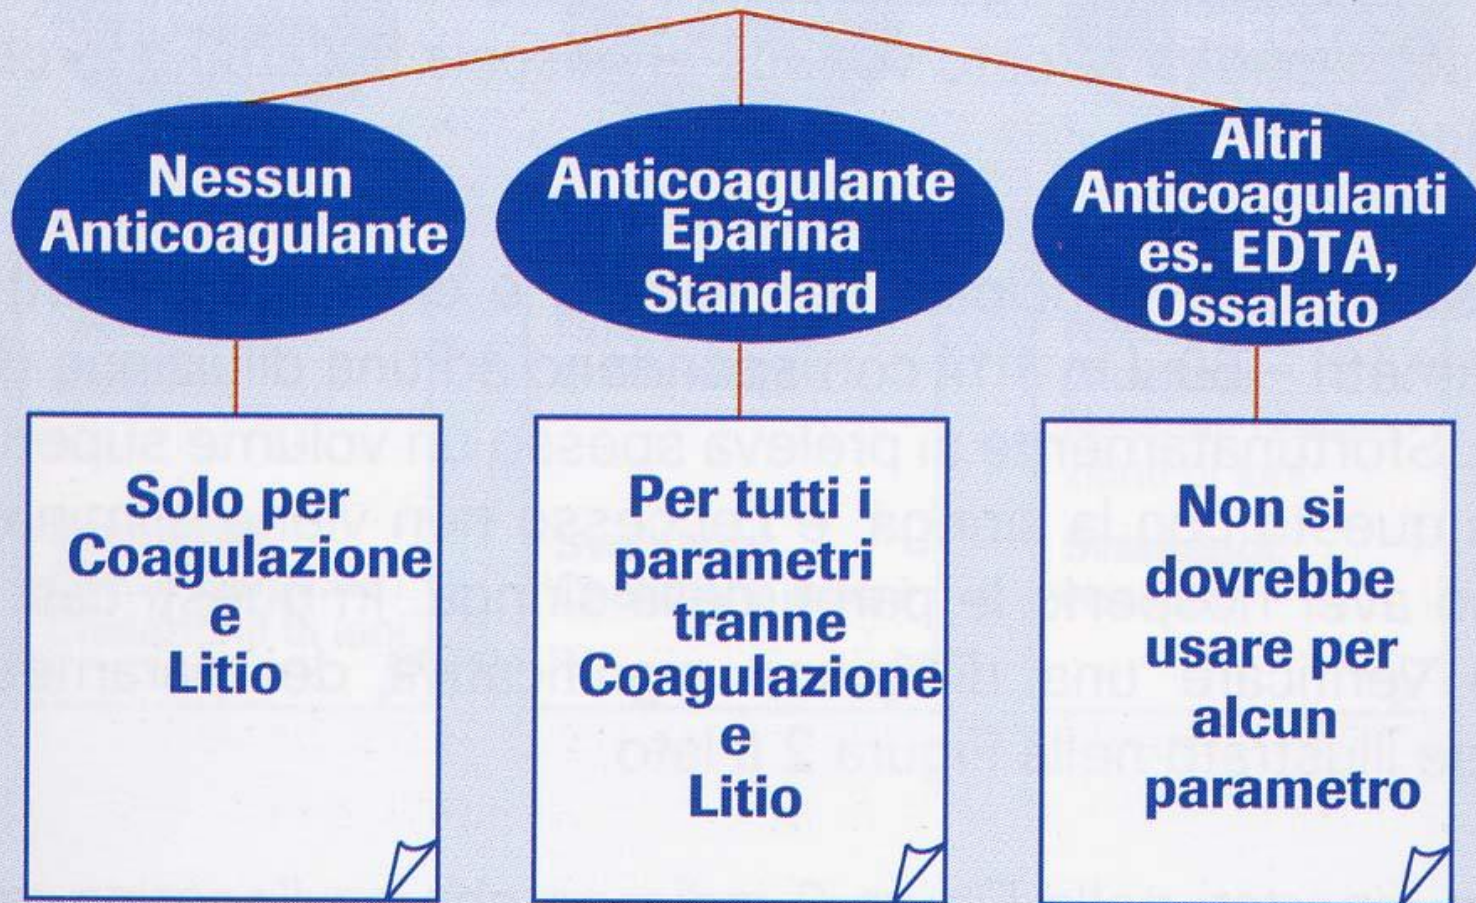 Nessun
Anticoagulante
Anticoagulante
Eparina
Standard
Altri
Anticoagulanti
es. EDTA,
Ossalato
Solo per
Coagulazione
e
Litio
Per tutti i
parametri
tranne
Coagulazione
e
Litio
Non si
dovrebbe
usare per
alcun
parametro